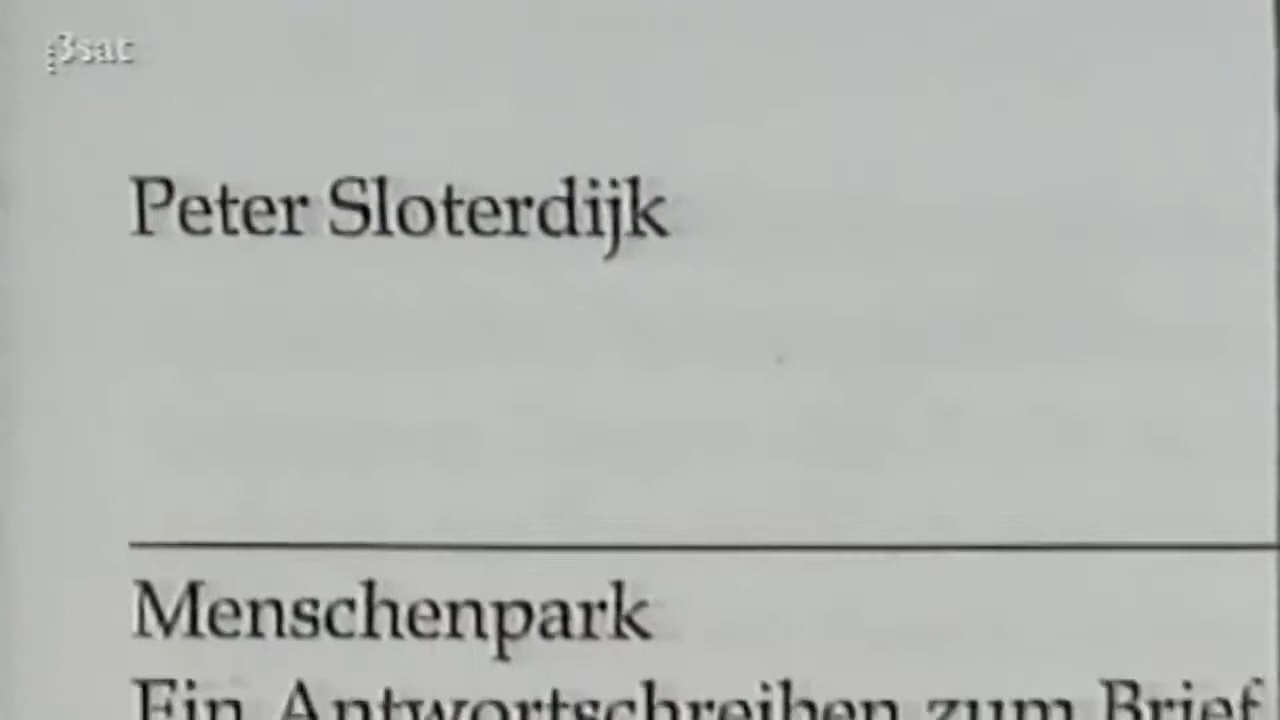 3sat
Peter Sloterdijk
Menschenpark
Ein Antwortschreiben zum Brief